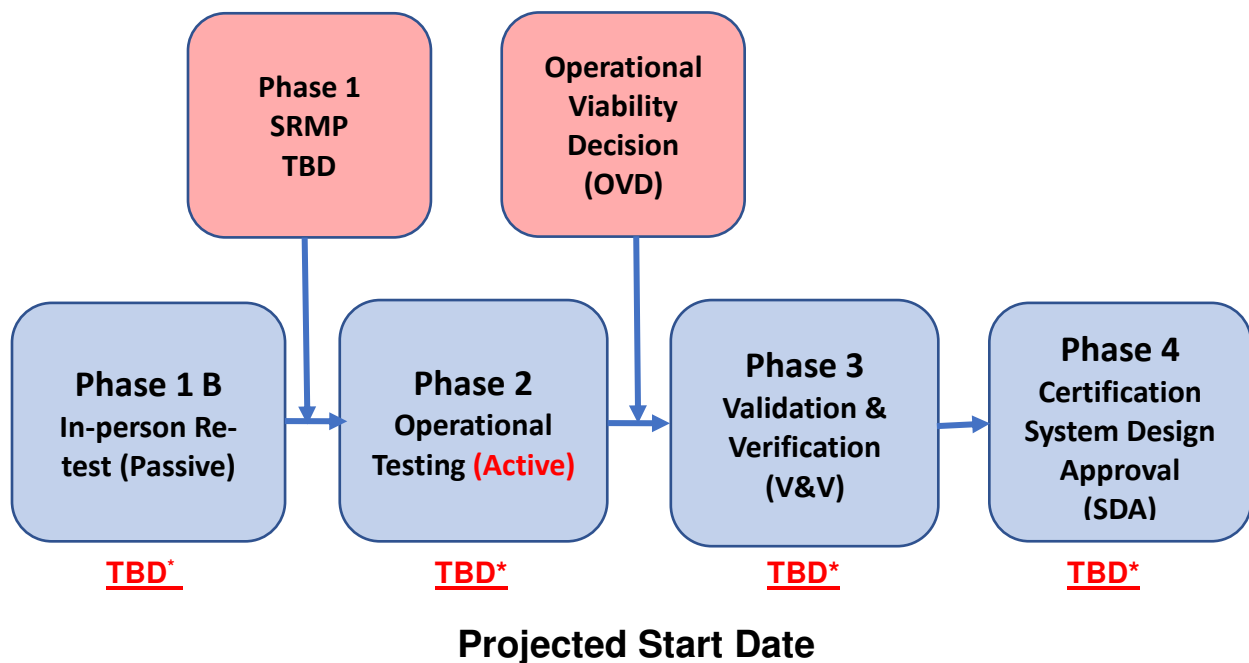 Phase 1
SRMP
TBD
Operational
Viability
Decision
(OVD)
Phase 1 B
In-person Re-
test (Passive)
Phase 2
Operational
Testing (Active)
Phase 3
Validation &
Verification
(V&V)
Phase 4
Certification
System Design
Approval
(SDA)
TBD*
TBD*
TBD*
TBD*
Projected Start Date